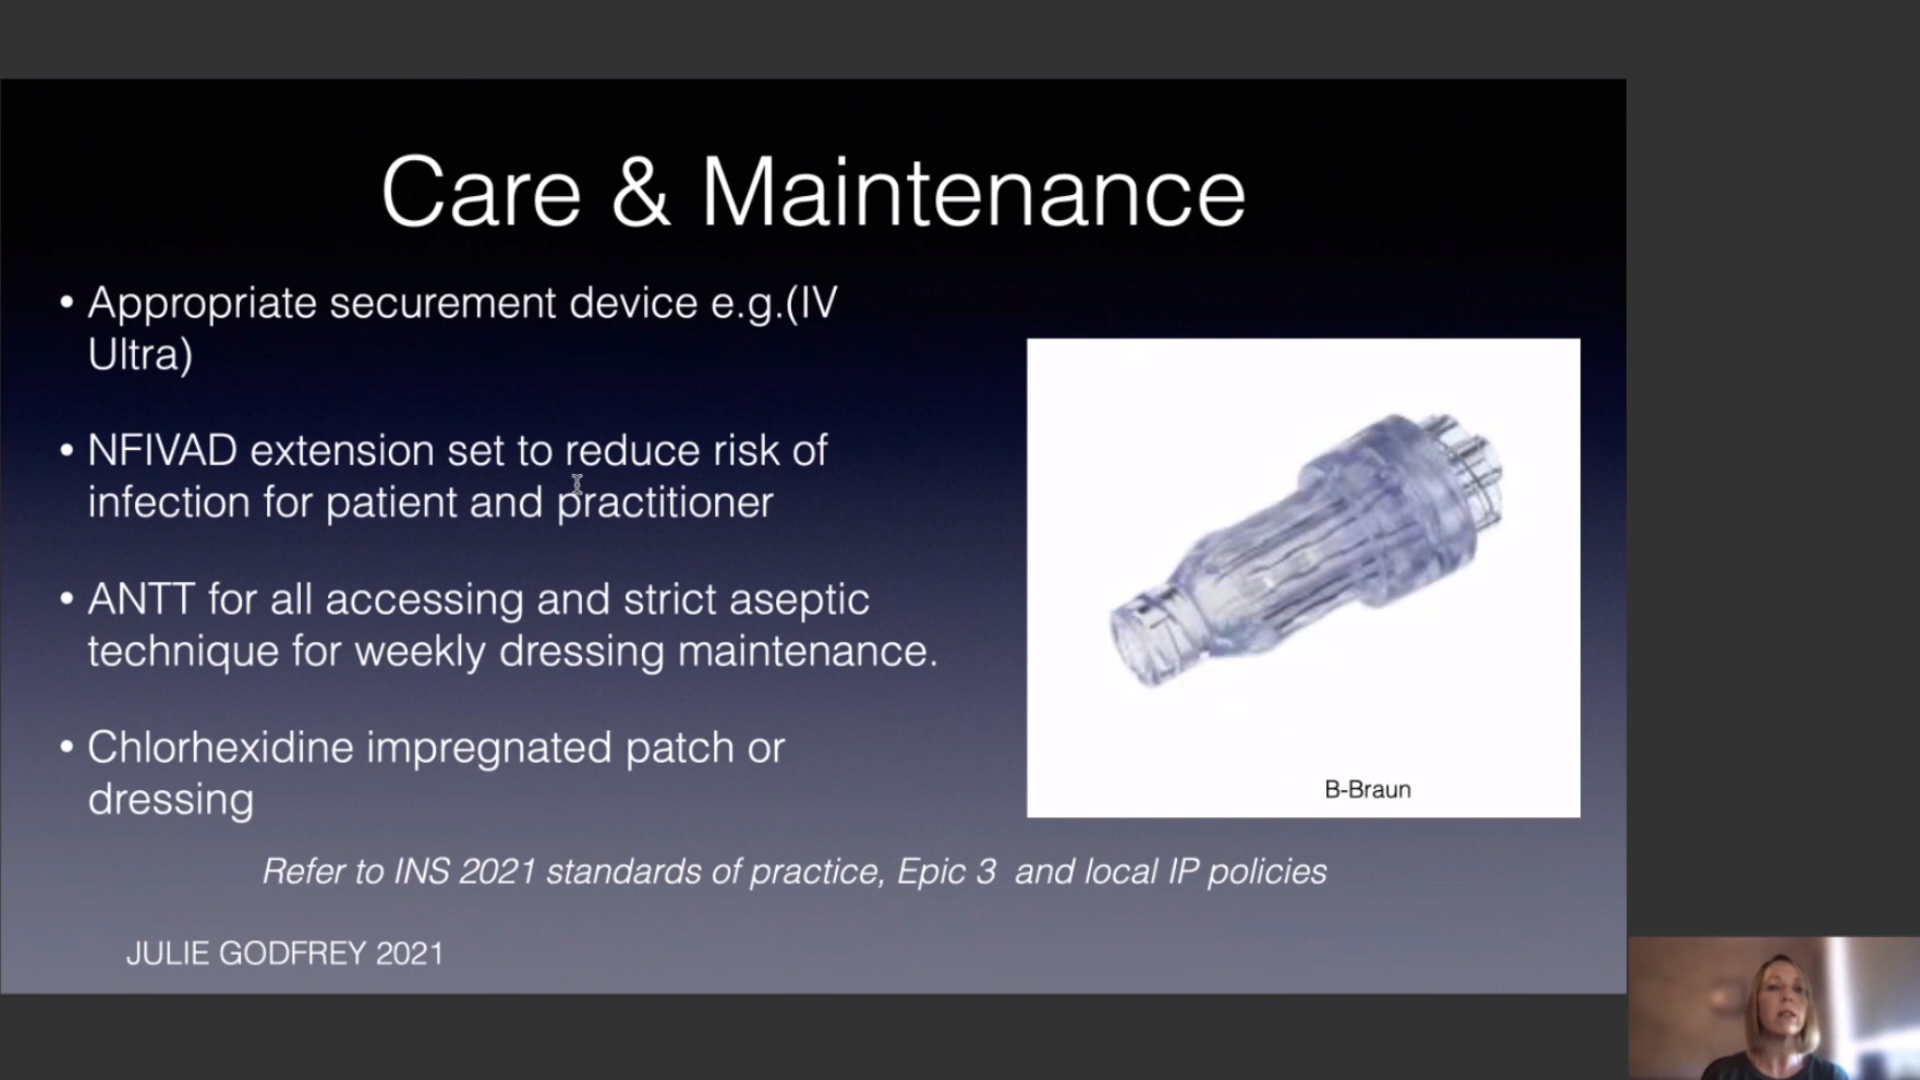 Care & Maintenance
• Appropriate securement device e.g.(IV
Ultra)
• NFIVAD extension set to reduce risk of
infection for patient and practitioner
• ANTT for all accessing and strict aseptic
technique for weekly dressing maintenance.
• Chlorhexidine impregnated patch or
dressing
B-Braun
Refer to INS 2021 standards of practice, Epic 3 and local IP policies
JULIE GODFREY 2021